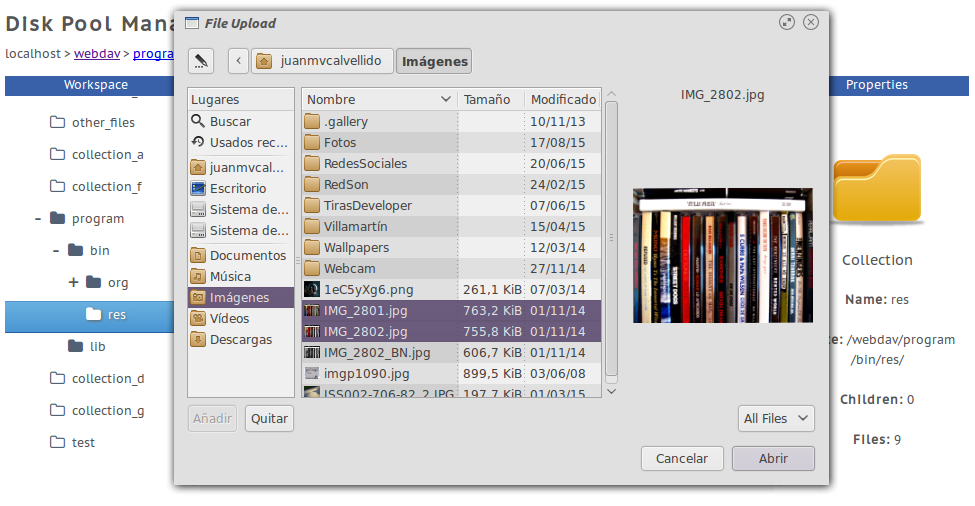 Disk Pool Mana
File Upload
localhost > webdav > progra
juanmvcalvellido
Imágenes
Workspace
Properties
other_files
collection_a
collection_f
program
bin
org
res
lib
collection_d
collection_g
test
Lugares
Buscar
Usados rec...
juanmvcal...
Escritorio
Sistema de...
Sistema de...
Documentos
Música
Imágenes
Vídeos
Descargas
Nombre Tamaño Modificado
.gallery 10/11/13
Fotos 17/08/15
RedesSociales 20/06/15
RedSon 24/02/15
TirasDeveloper 07/06/15
Villamartín 15/04/15
Wallpapers 12/03/14
Webcam 27/11/14
1eC5yXg6.png 261,1 KiB 07/03/14
IMG_2801.jpg 763,2 KiB 01/11/14
IMG_2802.jpg 755,8 KiB 01/11/14
IMG_2802_BN.jpg 606,7 KiB 01/11/14
imgp1090.jpg 899,5 KiB 03/06/08
ISS002-706-82_2.JPG 197,7 KiB 01/03/15
IMG_2802.jpg
Collection
Name: res
e: /webdav/program
/bin/res/
Children: 0
Files: 9
Añadir
Quitar
All Files
Cancelar
Abrir